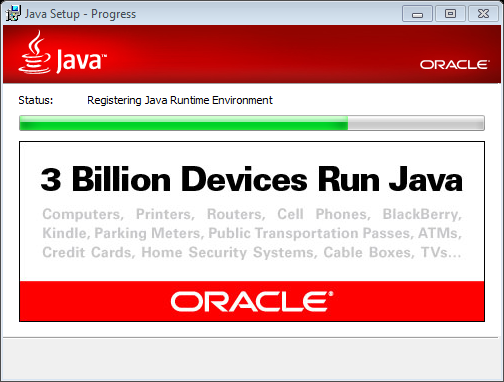 Java Setup - Progress
Java™
ORACLE®
Status: Registering Java Runtime Environment
3 Billion Devices Run Java
Computers, Printers, Routers, Cell Phones, BlackBerry,
Kindle, Parking Meters, Public Transportation Passes, ATMs,
Credit Cards, Home Security Systems, Cable Boxes, TVs...
ORACLE®